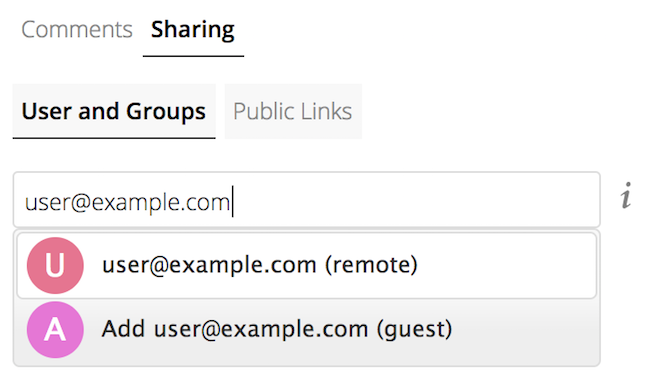 Comments Sharing
User and Groups Public Links
user@example.com i
U user@example.com (remote)
A Add user@example.com (guest)